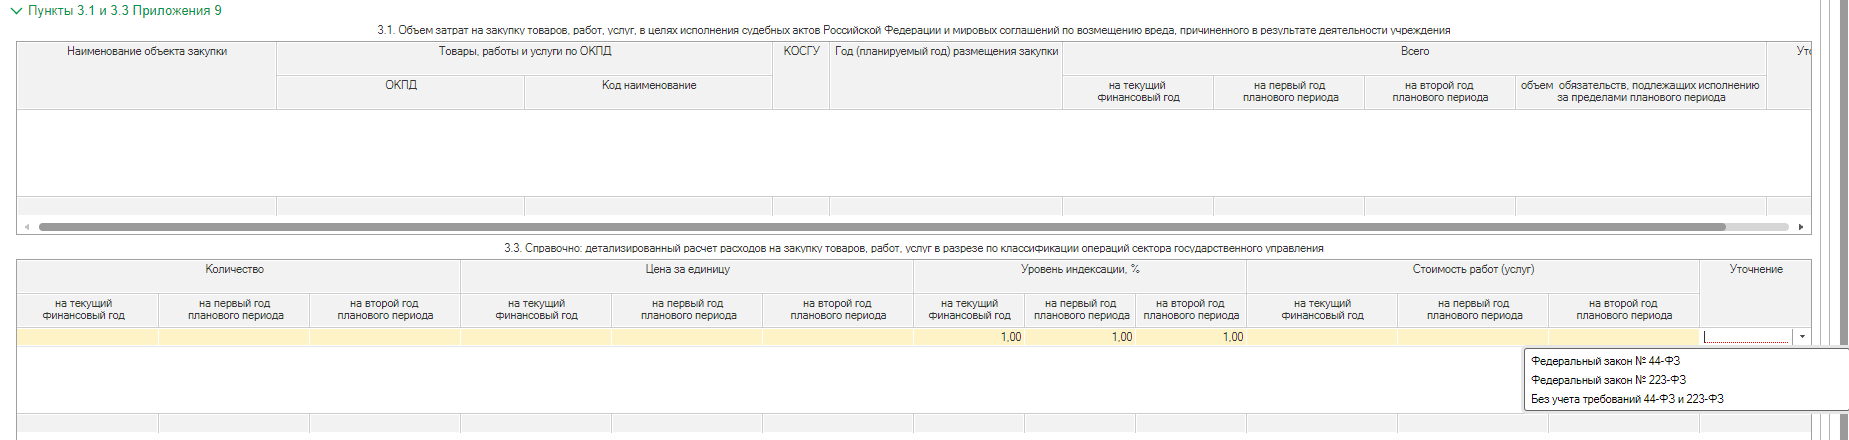 Пункты 3.1 и 3.3 Приложения 9
3.1. Объем затрат на закупку товаров, работ, услуг, в целях исполнения судебных актов Российской Федерации и мировых соглашений по возмещению вреда, причиненного в результате деятельности учреждения
Наименование объекта закупки
Товары, работы и услуги по ОКПД
КОСГУ
Год (планируемый год) размещения закупки
Всего
Уто
ОКПД
Код наименование
на текущий
финансовый год
на первый год
планового периода
на второй год
планового периода
объем обязательств, подлежащих исполнению
за пределами планового периода
3.3. Справочно: детализированный расчет расходов на закупку товаров, работ, услуг в разрезе по классификации операций сектора государственного управления
Количество
Цена за единицу
Уровень индексации, %
Стоимость работ (услуг)
Уточнение
на текущий
финансовый год
на первый год
планового периода
на второй год
планового периода
на текущий
финансовый год
на первый год
планового периода
на второй год
планового периода
на текущий
финансовый год
на первый год
планового периода
на второй год
планового периода
на текущий
финансовый год
на первый год
планового периода
на второй год
планового периода
1,00
1,00
1,00
Федеральный закон № 44-ФЗ
Федеральный закон № 223-ФЗ
Без учета требований 44-ФЗ и 223-ФЗ